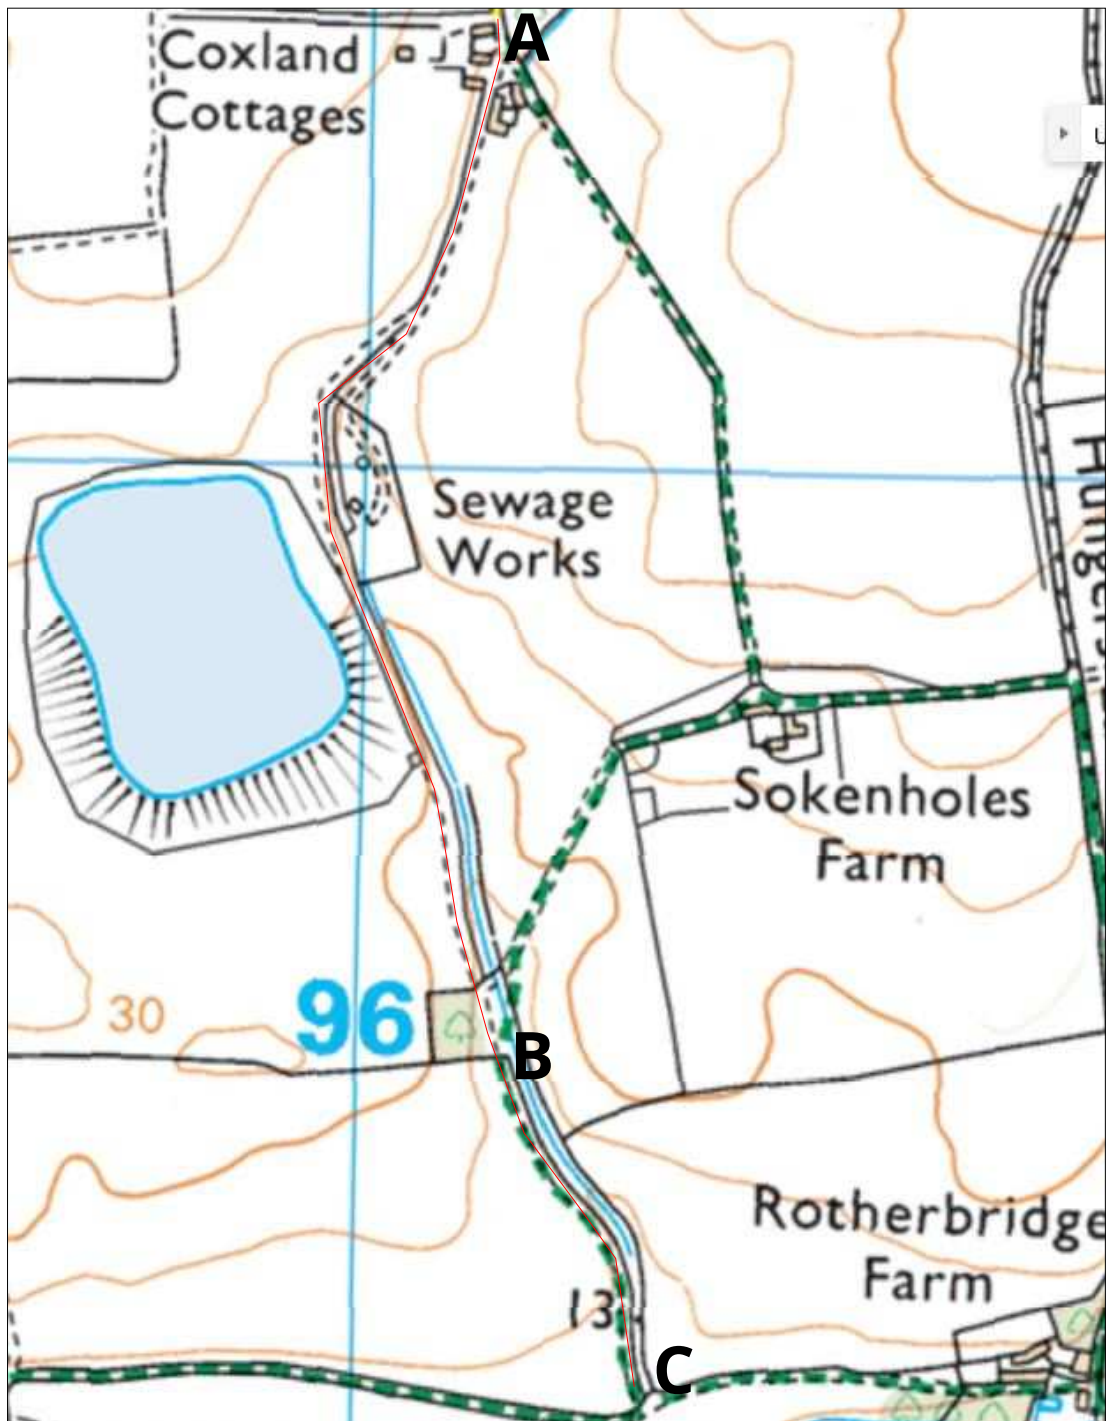 A
Coxland
Cottages
U
Sewage
Works
Sokenholes
Farm
30
96
B
Rotherbridge
Farm
13
C